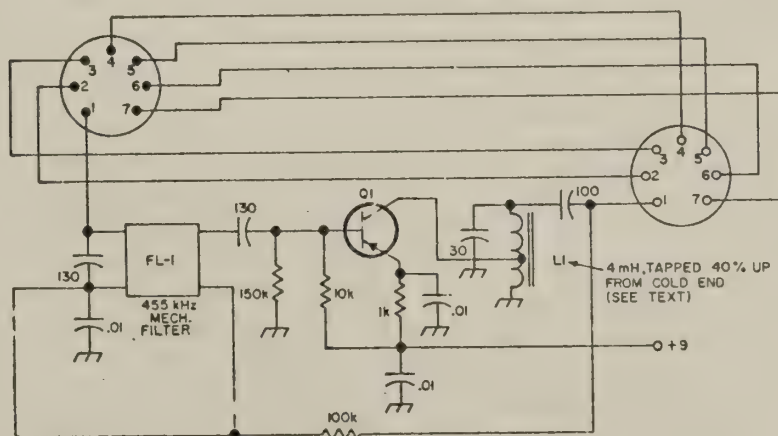 4
3
5
2
6
1
7
4
3
5
2
6
1
7
Q1
130
100
FL-1
130
150k
10k
1k
30
.01
L1
4mH, TAPPED 40% UP
FROM COLD END
(SEE TEXT)
455 kHz
MECH.
FILTER
.01
+9
.01
100k